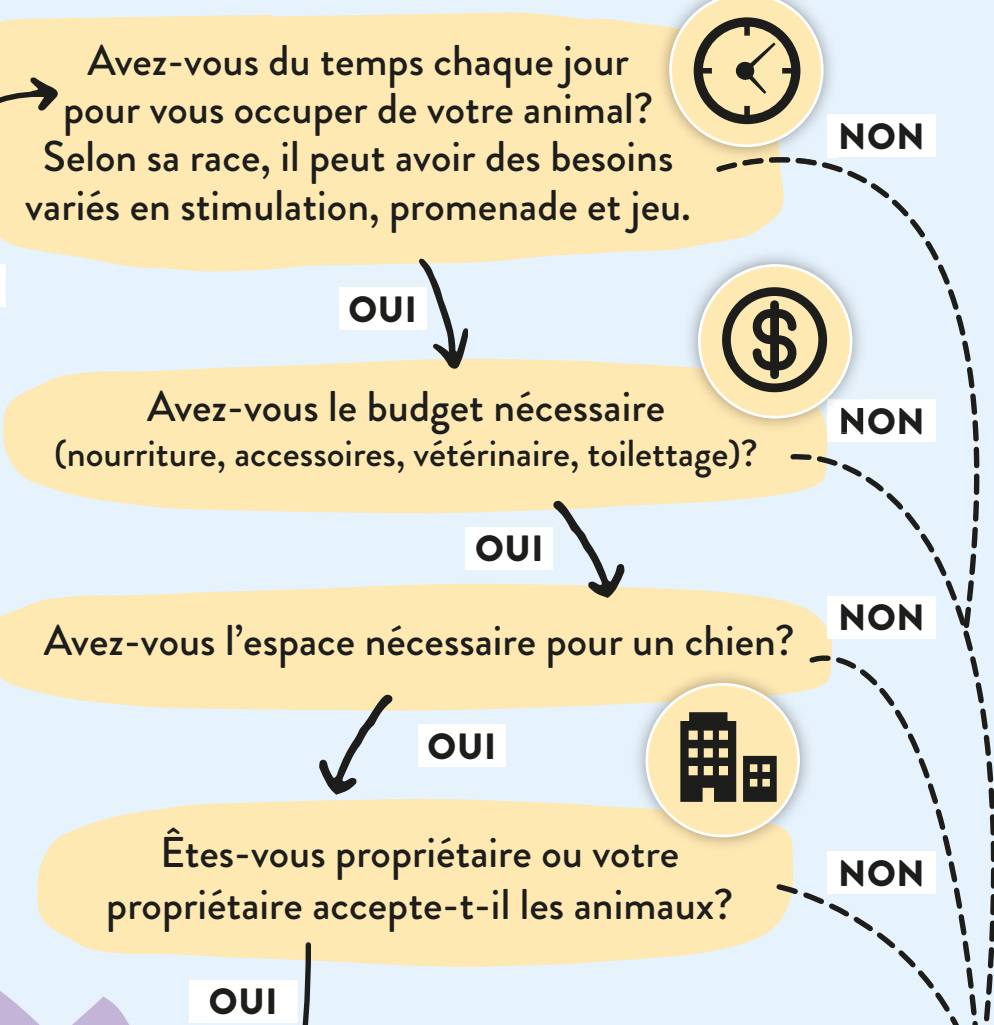 Avez-vous du temps chaque jour
pour vous occuper de votre animal?
Selon sa race, il peut avoir des besoins
variés en stimulation, promenade et jeu.
NON
OUI
Avez-vous le budget nécessaire
(nourriture, accessoires, vétérinaire, toilettage)?
NON
OUI
Avez-vous l’espace nécessaire pour un chien?
NON
OUI
Êtes-vous propriétaire ou votre
propriétaire accepte-t-il les animaux?
NON
OUI